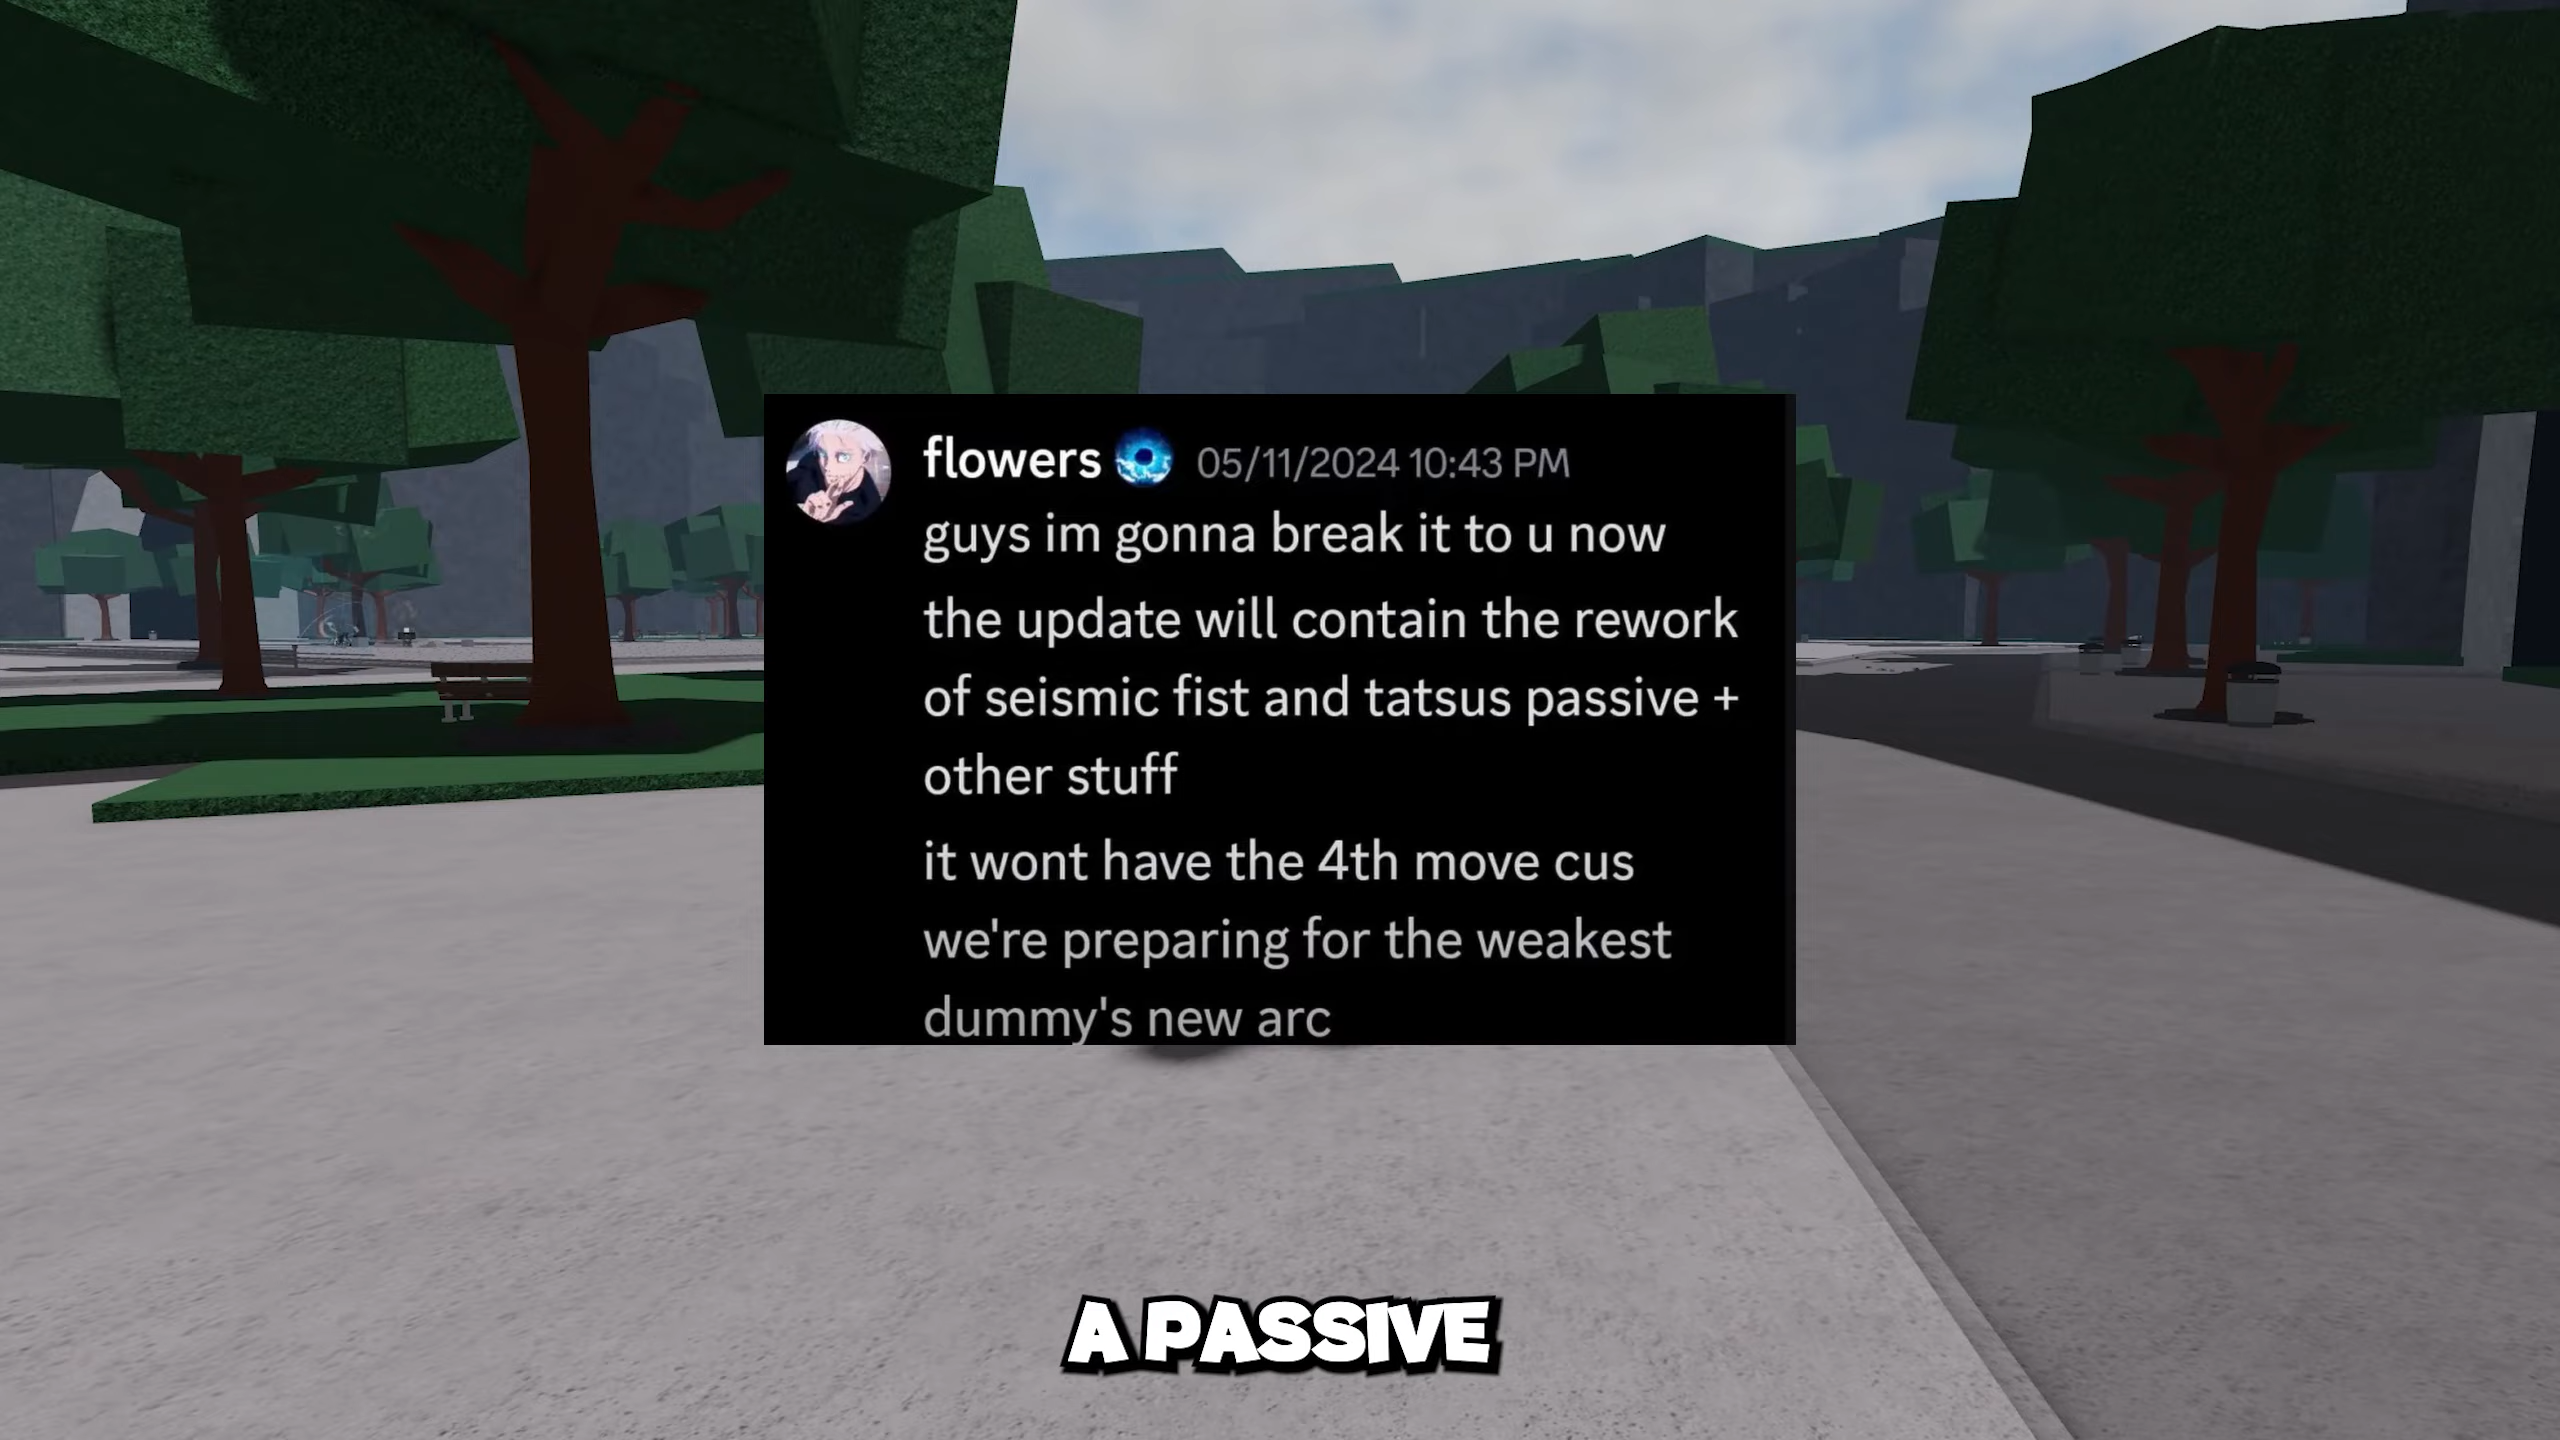 flowers 05/11/2024 10:43 PM
guys im gonna break it to u now
the update will contain the rework
of seismic fist and tatsus passive +
other stuff
it wont have the 4th move cus
we're preparing for the weakest
dummy's new arc
A PASSIVE